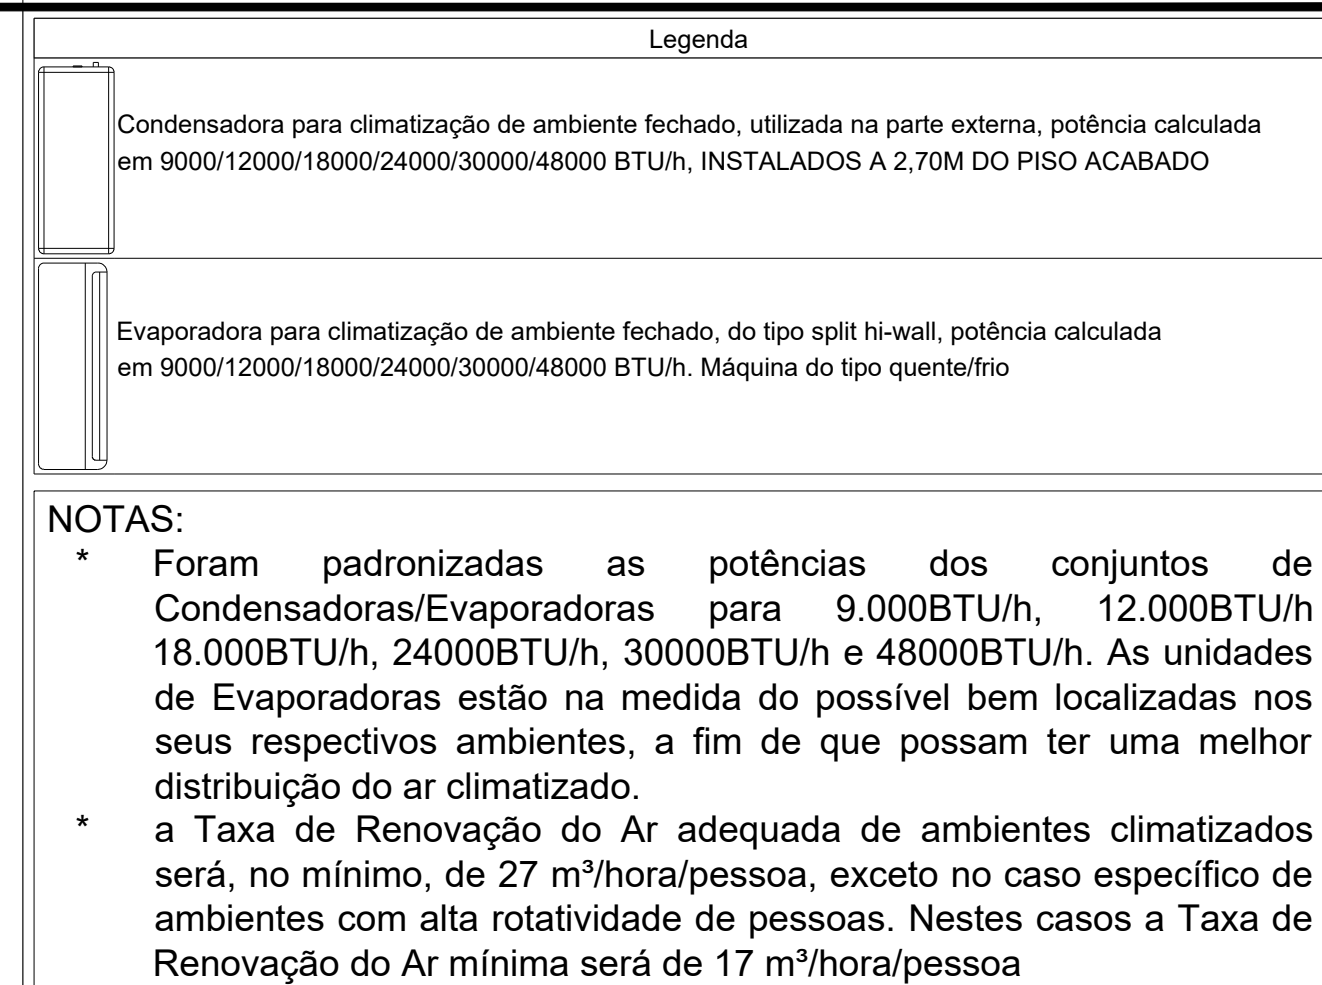 Legenda
Condensadora para climatização de ambiente fechado, utilizada na parte externa, potência calculada
em 9000/12000/18000/24000/30000/48000 BTU/h, INSTALADOS A 2,70M DO PISO ACABADO
Evaporadora para climatização de ambiente fechado, do tipo split hi-wall, potência calculada
em 9000/12000/18000/24000/30000/48000 BTU/h. Máquina do tipo quente/frio
NOTAS:
* Foram padronizadas as potências dos conjuntos de
Condensadoras/Evaporadoras para 9.000BTU/h, 12.000BTU/h
18.000BTU/h, 24000BTU/h, 30000BTU/h e 48000BTU/h. As unidades
de Evaporadoras estão na medida do possível bem localizadas nos
seus respectivos ambientes, a fim de que possam ter uma melhor
distribuição do ar climatizado.
* a Taxa de Renovação do Ar adequada de ambientes climatizados
será, no mínimo, de 27 m³/hora/pessoa, exceto no caso específico de
ambientes com alta rotatividade de pessoas. Nestes casos a Taxa de
Renovação do Ar mínima será de 17 m³/hora/pessoa